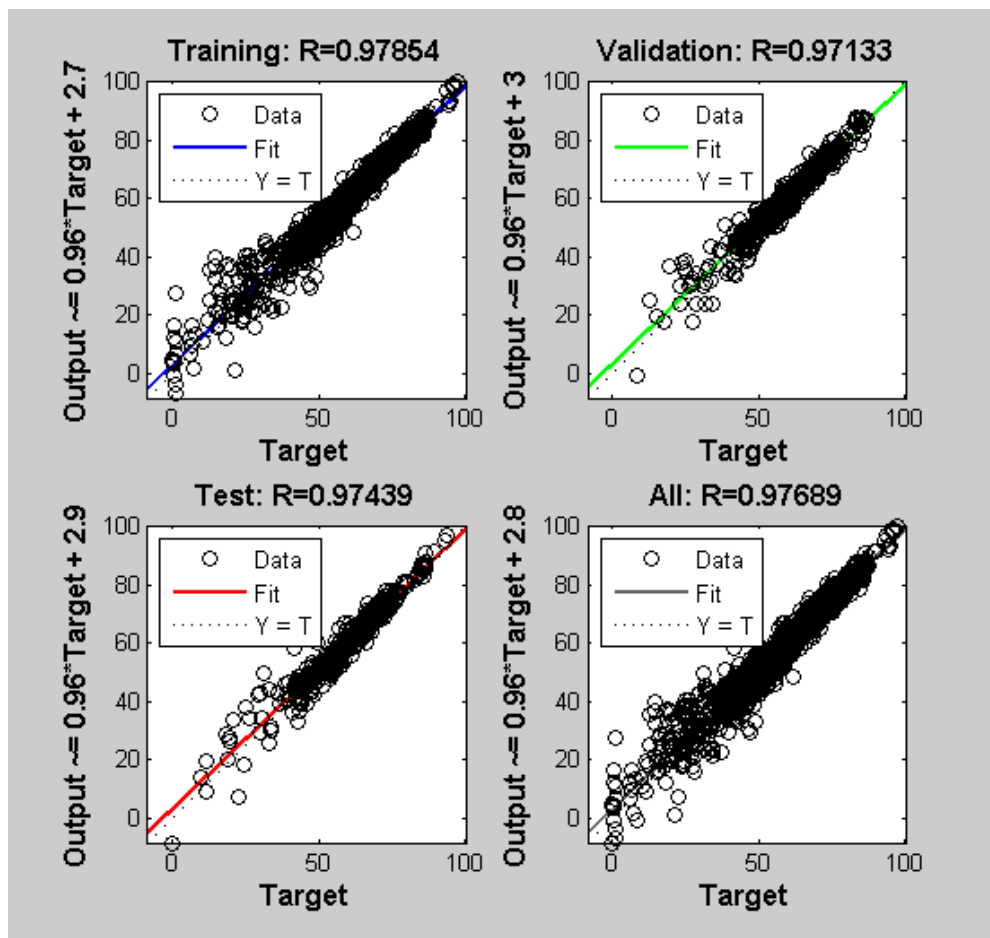 Training: R=0.97854
Output ~= 0.96*Target + 2.7
100
80
60
40
20
0
Data
Fit
Y = T
0
50
100
Target
Validation: R=0.97133
Output ~= 0.96*Target + 3
100
80
60
40
20
0
Data
Fit
Y = T
0
50
100
Target
Test: R=0.97439
Output ~= 0.96*Target + 2.9
100
80
60
40
20
0
Data
Fit
Y = T
0
50
100
Target
All: R=0.97689
Output ~= 0.96*Target + 2.8
100
80
60
40
20
0
Data
Fit
Y = T
0
50
100
Target